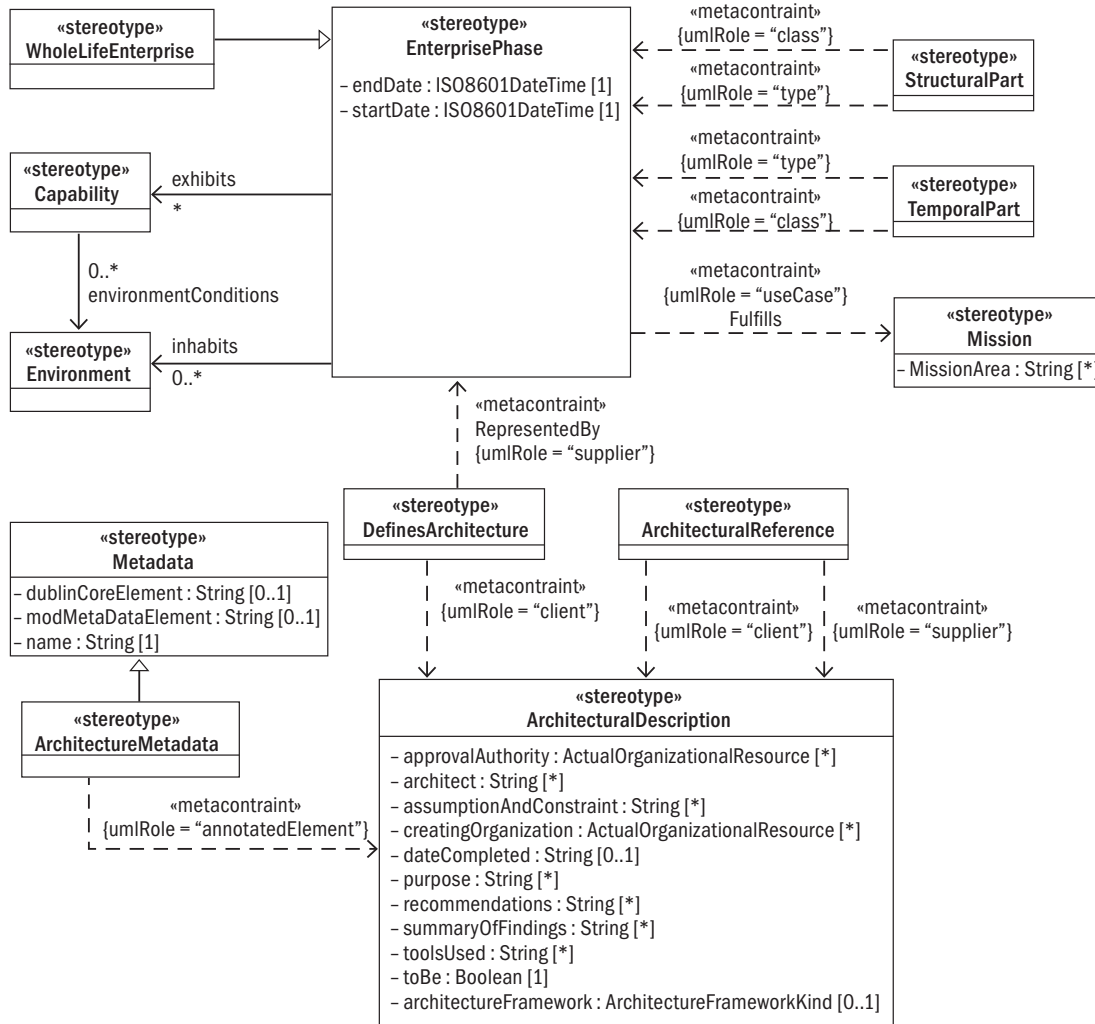 «stereotype»
WholeLifeEnterprise
«stereotype»
EnterprisePhase
– endDate : ISO8601DateTime [1]
– startDate : ISO8601DateTime [1]
«metacontraint»
{umlRole = “class”}
«metacontraint»
{umlRole = “type”}
«stereotype»
StructuralPart
«metacontraint»
{umlRole = “type”}
«metacontraint»
{umlRole = “class”}
«stereotype»
TemporalPart
«stereotype»
Capability
exhibits
*
0..*
environmentConditions
«stereotype»
Environment
inhabits
0..*
«metacontraint»
{umlRole = “useCase”}
Fulfills
«stereotype»
Mission
– MissionArea : String [*]
«metacontraint»
RepresentedBy
{umlRole = “supplier”}
«stereotype»
DefinesArchitecture
«stereotype»
ArchitecturalReference
«stereotype»
Metadata
– dublinCoreElement : String [0..1]
– modMetaDataElement : String [0..1]
– name : String [1]
«metacontraint»
{umlRole = “client”}
«metacontraint»
{umlRole = “client”}
«metacontraint»
{umlRole = “supplier”}
«stereotype»
ArchitectureMetadata
«metacontraint»
{umlRole = “annotatedElement”}
«stereotype»
ArchitecturalDescription
– approvalAuthority : ActualOrganizationalResource [*]
– architect : String [*]
– assumptionAndConstraint : String [*]
– creatingOrganization : ActualOrganizationalResource [*]
– dateCompleted : String [0..1]
– purpose : String [*]
– recommendations : String [*]
– summaryOfFindings : String [*]
– toolsUsed : String [*]
– toBe : Boolean [1]
– architectureFramework : ArchitectureFrameworkKind [0..1]